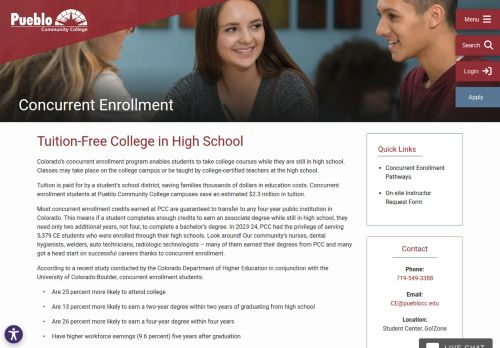 Pueblo
Community College
Menu
Search
Login
Apply
Concurrent Enrollment
Tuition-Free College in High School
Colorado's concurrent enrollment program enables students to take college courses while they are still in high school.
Classes may take place on the college campus or be taught by college-certified teachers at the high school.
Tuition is paid for by a student's school district, saving families thousands of dollars in education costs. Concurrent
enrollment students at Pueblo Community College campuses save an estimated $2.3 million in tuition.
Most concurrent enrollment credits earned at PCC are guaranteed to transfer to any four-year public institution in
Colorado. This means if a student completes enough credits to earn an associate degree while still in high school, they
need only two additional years, not four, to complete a bachelor's degree. In 2023-24, PCC had the privilege of serving
5,379 CE students who were enrolled through their high schools. Look around! Our community's nurses, dental
hygienists, welders, auto technicians, radiologic technologists – many of them earned their degrees from PCC and many
got a head start on successful careers thanks to concurrent enrollment.
According to a recent study conducted by the Colorado Department of Higher Education in conjunction with the
University of Colorado-Boulder, concurrent enrollment students:
• Are 25 percent more likely to attend college
• Are 13 percent more likely to earn a two-year degree within two years of graduating from high school
• Are 26 percent more likely to earn a four-year degree within four years
• Have higher workforce earnings (9.6 percent) five years after graduation
Quick Links
• Concurrent Enrollment
Pathways
• On-site Instructor
Request Form
Contact
Phone:
719-549-3388
Email:
CE@pueblocc.edu
Location:
Student Center, Go!Zone
LIVE CHAT